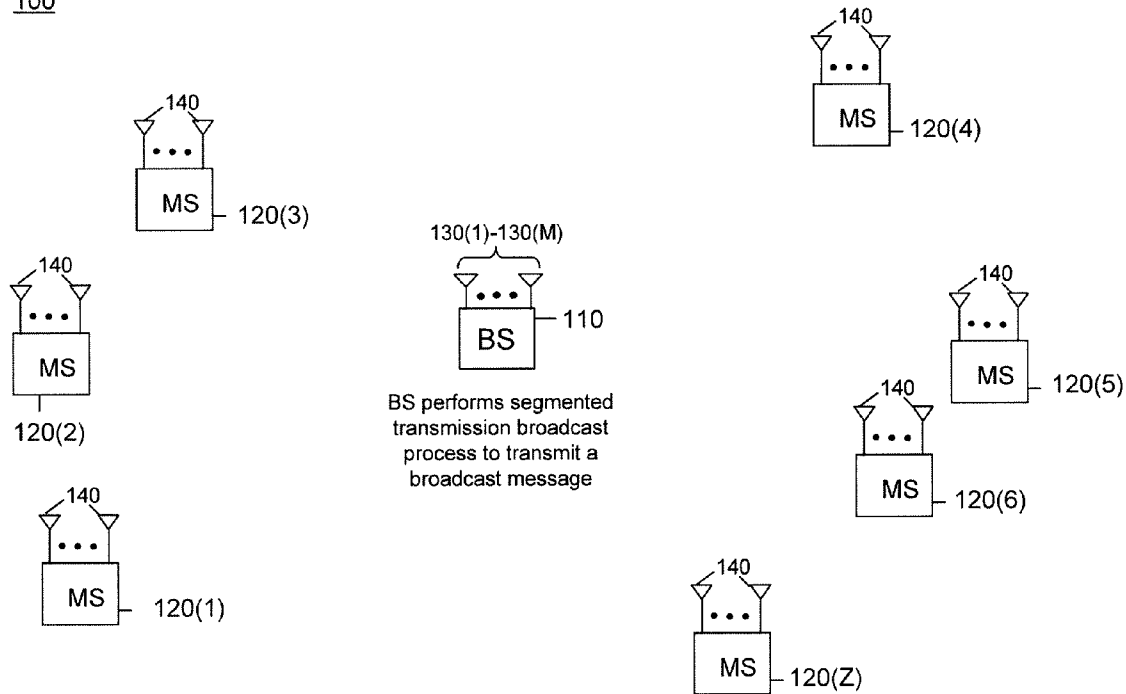 100
140
MS
120(4)
140
MS
120(3)
130(1)-130(M)
BS
110
BS performs segmented
transmission broadcast
process to transmit a
broadcast message
140
MS
120(2)
140
MS
120(5)
140
MS
120(6)
140
MS
120(1)
140
MS
120(Z)